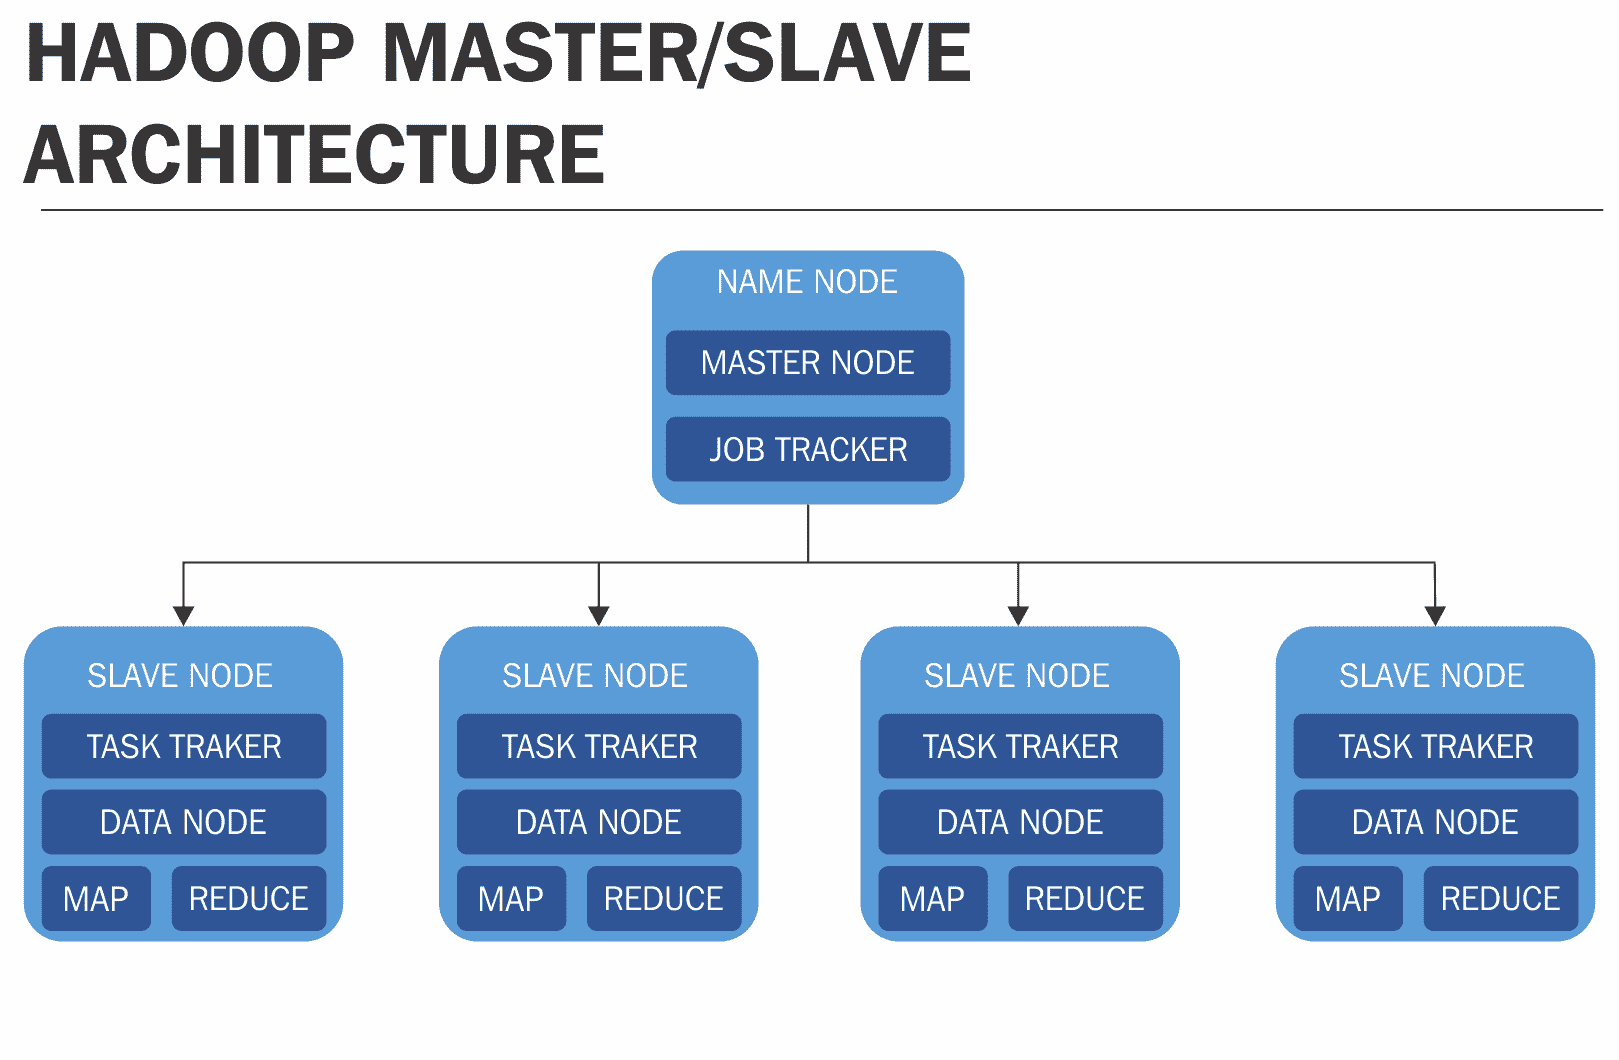 HADOOP MASTER/SLAVE
ARCHITECTURE
NAME NODE
MASTER NODE
JOB TRACKER
SLAVE NODE
TASK TRAKER
DATA NODE
MAP
REDUCE
SLAVE NODE
TASK TRAKER
DATA NODE
MAP
REDUCE
SLAVE NODE
TASK TRAKER
DATA NODE
MAP
REDUCE
SLAVE NODE
TASK TRAKER
DATA NODE
MAP
REDUCE